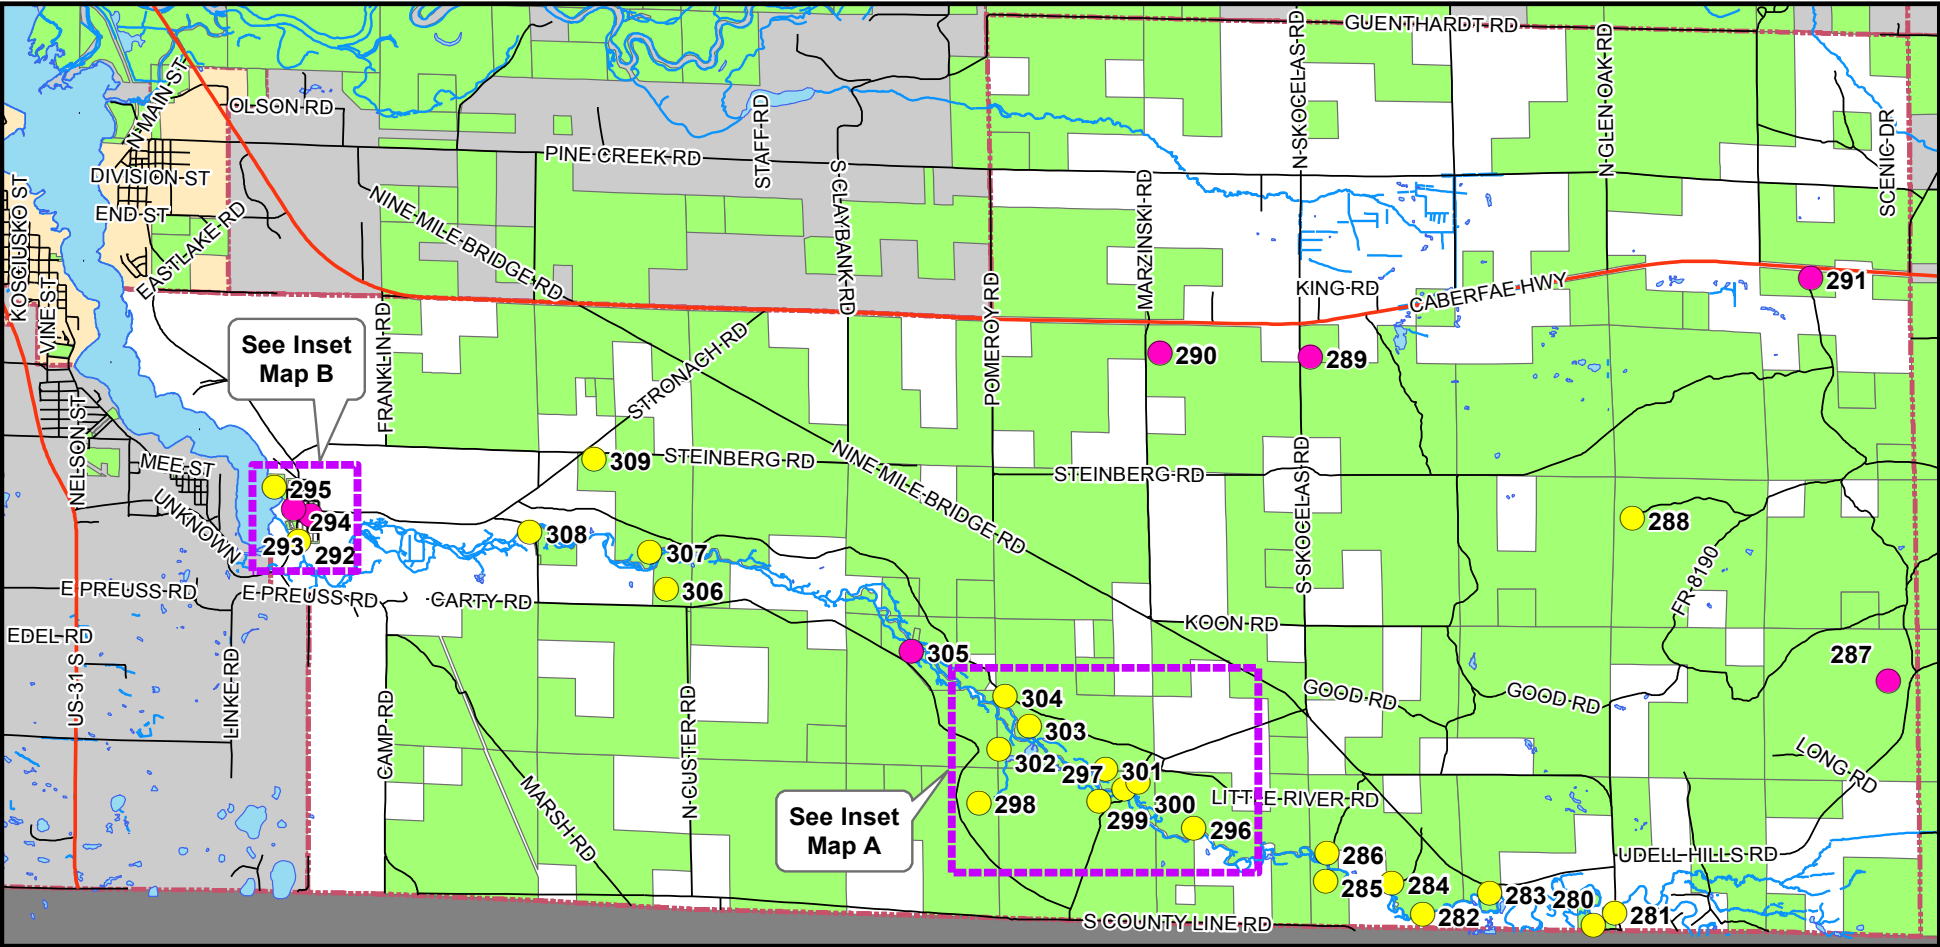 GUENTHARDT RD
N SKOCELAS RD
N GLEN OAK RD
SCENIC DR
N MAIN ST
OLSON RD
STAFF RD
PINE CREEK RD
S CLAYBANK RD
DIVISION ST
END ST
EASTLAKE RD
KOSCIUSKO ST
VINE ST
NINE MILE BRIDGE RD
MARZINSKI RD
POMEROY RD
KING RD
CABERFAE HWY
291
290
289
See Inset
Map B
FRANKLIN RD
STRONACH RD
NELSON ST
MEE ST
UNKNOWN
309
STEINBERG RD
NINE MILE BRIDGE RD
STEINBERG RD
S SKOCELAS RD
295
294
293
292
308
307
306
288
FR 8190
E PREUSS RD
E PREUSS RD
CARTY RD
KOON RD
EDEL RD
US-31 S
LINKE RD
CAMP RD
N CUSTER RD
305
287
304
303
302
297
301
298
300
299
296
GOOD RD
GOOD RD
LONG RD
MARSH RD
See Inset
Map A
LITTLE RIVER RD
286
285
284
283
280
281
282
UDELL HILLS RD
S COUNTY LINE RD